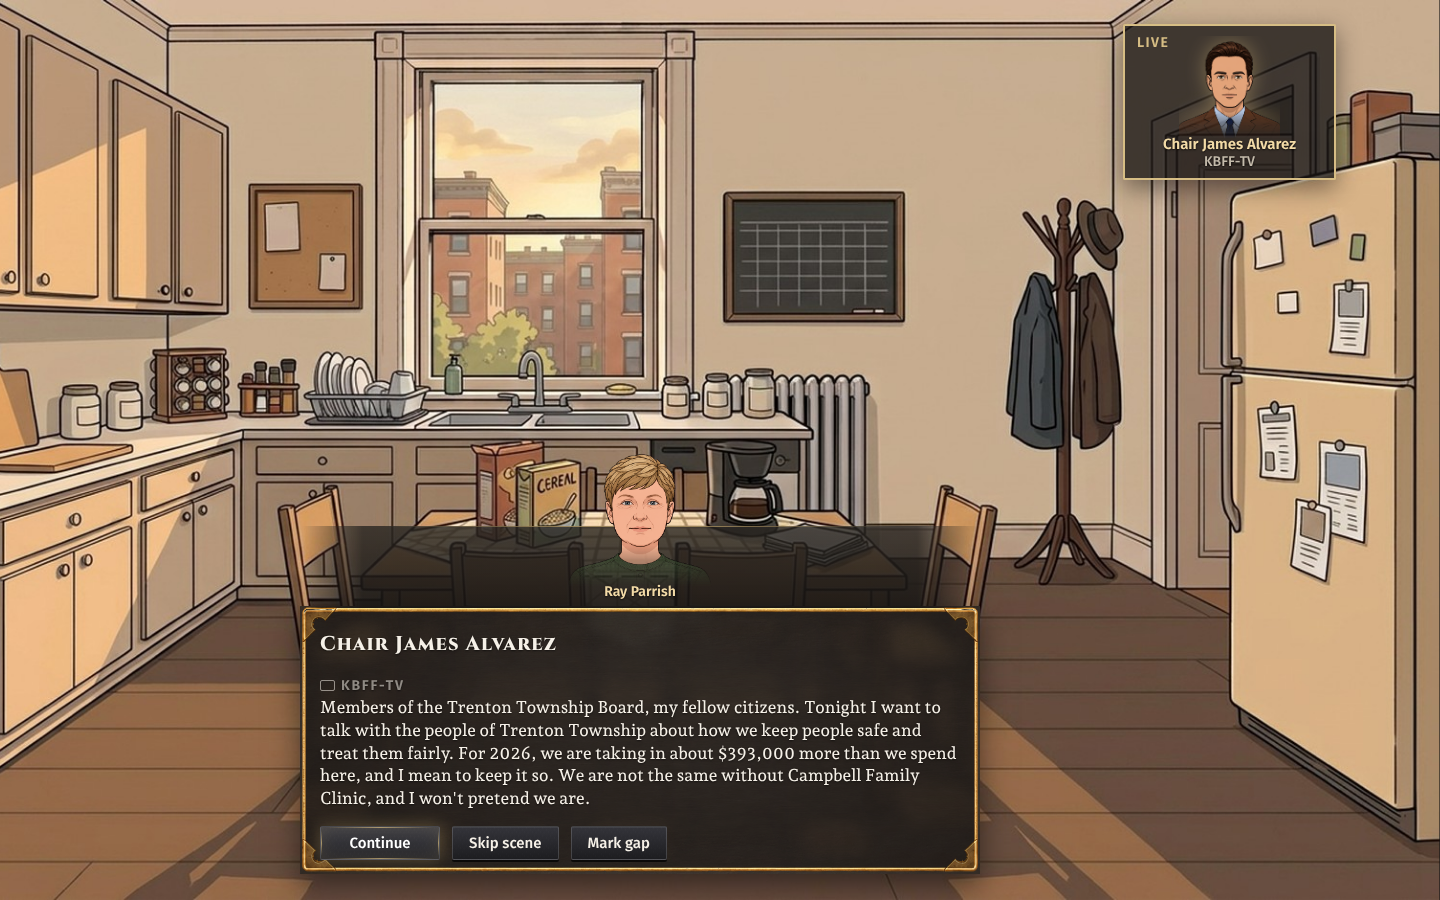 LIVE
Chair James Alvarez
KBFF-TV
CEREAL
Ray Parrish
Chair James Alvarez
KBFF-TV
Members of the Trenton Township Board, my fellow citizens. Tonight I want to
talk with the people of Trenton Township about how we keep people safe and
treat them fairly. For 2026, we are taking in about $393,000 more than we spend
here, and I mean to keep it so. We are not the same without Campbell Family
Clinic, and I won't pretend we are.
Continue
Skip scene
Mark gap